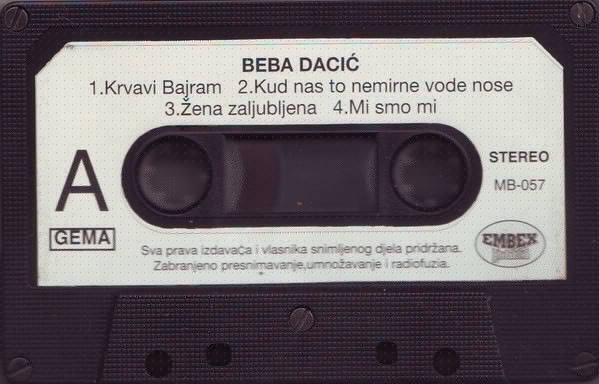 BEBA DACIĆ
1.Krvavi Bajram 2.Kud nas to nemirne vode nose
3.Žena zaljubljena 4.Mi smo mi
A
STEREO
MB-057
GEMA
EMBEX
Sva prava izdavača i vlasnika snimljenog djela pridržana.
Zabranjeno presnimavanje,umnožavanje i radiofuzia.